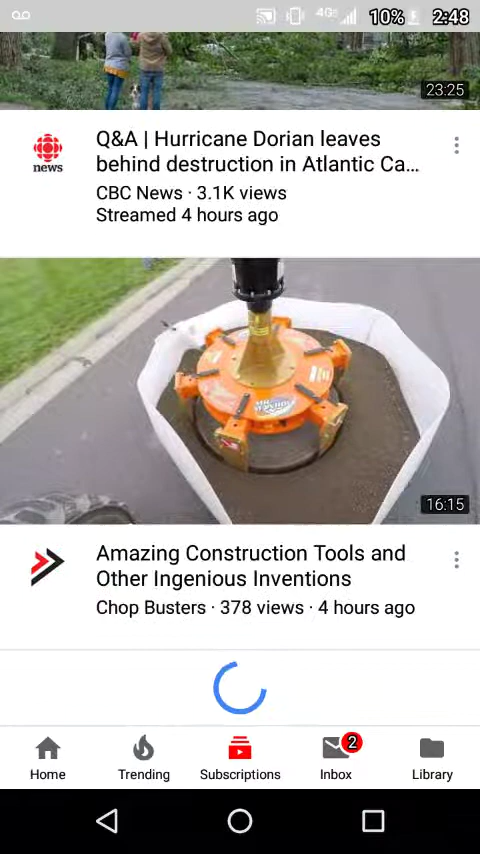 4G 10% 2:48
23:25
Q&A | Hurricane Dorian leaves
behind destruction in Atlantic Ca...
news
CBC News · 3.1K views
Streamed 4 hours ago
16:15
Amazing Construction Tools and
Other Ingenious Inventions
Chop Busters · 378 views · 4 hours ago
2
Home Trending Subscriptions Inbox Library